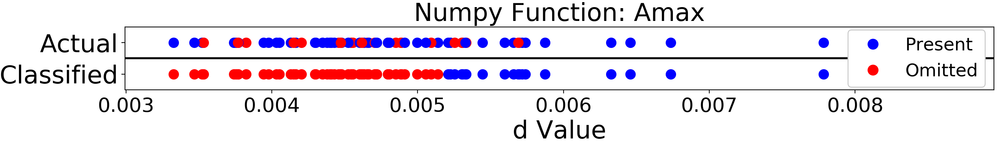 Numpy Function: Amax
Actual
Classified
Present
Omitted
0.003 0.004 0.005 0.006 0.007 0.008
d Value